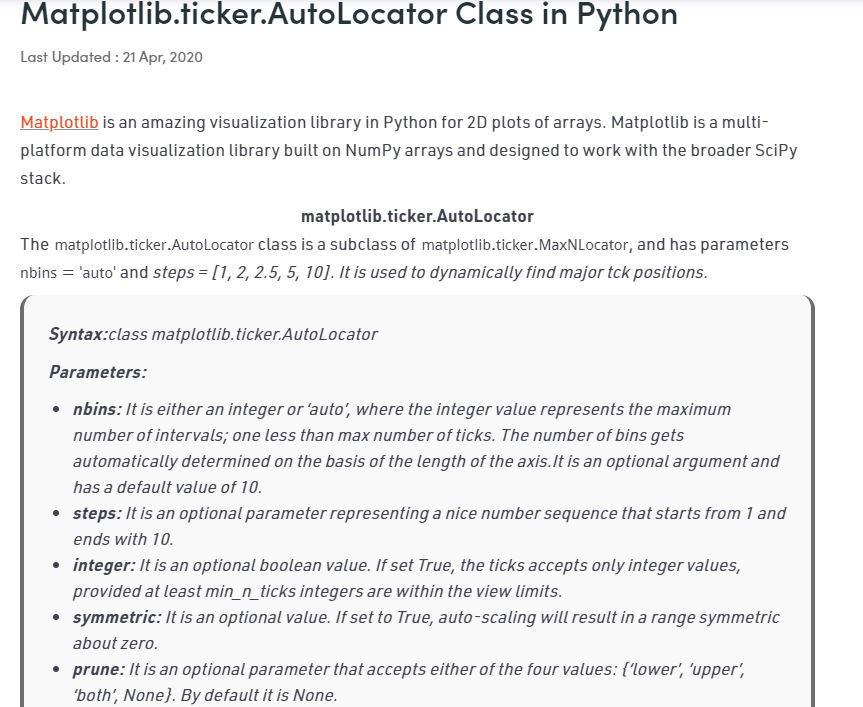 Matplotlib.ticker.AutoLocator Class in Python
Last Updated : 21 Apr, 2020
Matplotlib is an amazing visualization library in Python for 2D plots of arrays. Matplotlib is a multi-
platform data visualization library built on NumPy arrays and designed to work with the broader SciPy
stack.
matplotlib.ticker.AutoLocator
The matplotlib.ticker.AutoLocator class is a subclass of matplotlib.ticker.MaxNLocator, and has parameters
nbins = 'auto' and steps = [1, 2, 2.5, 5, 10]. It is used to dynamically find major tck positions.
Syntax:class matplotlib.ticker.AutoLocator
Parameters:
• nbins: It is either an integer or ‘auto’, where the integer value represents the maximum
number of intervals; one less than max number of ticks. The number of bins gets
automatically determined on the basis of the length of the axis.It is an optional argument and
has a default value of 10.
• steps: It is an optional parameter representing a nice number sequence that starts from 1 and
ends with 10.
• integer: It is an optional boolean value. If set True, the ticks accepts only integer values,
provided at least min_n_ticks integers are within the view limits.
• symmetric: It is an optional value. If set to True, auto-scaling will result in a range symmetric
about zero.
• prune: It is an optional parameter that accepts either of the four values: {‘lower’, ‘upper’,
‘both’, None}. By default it is None.